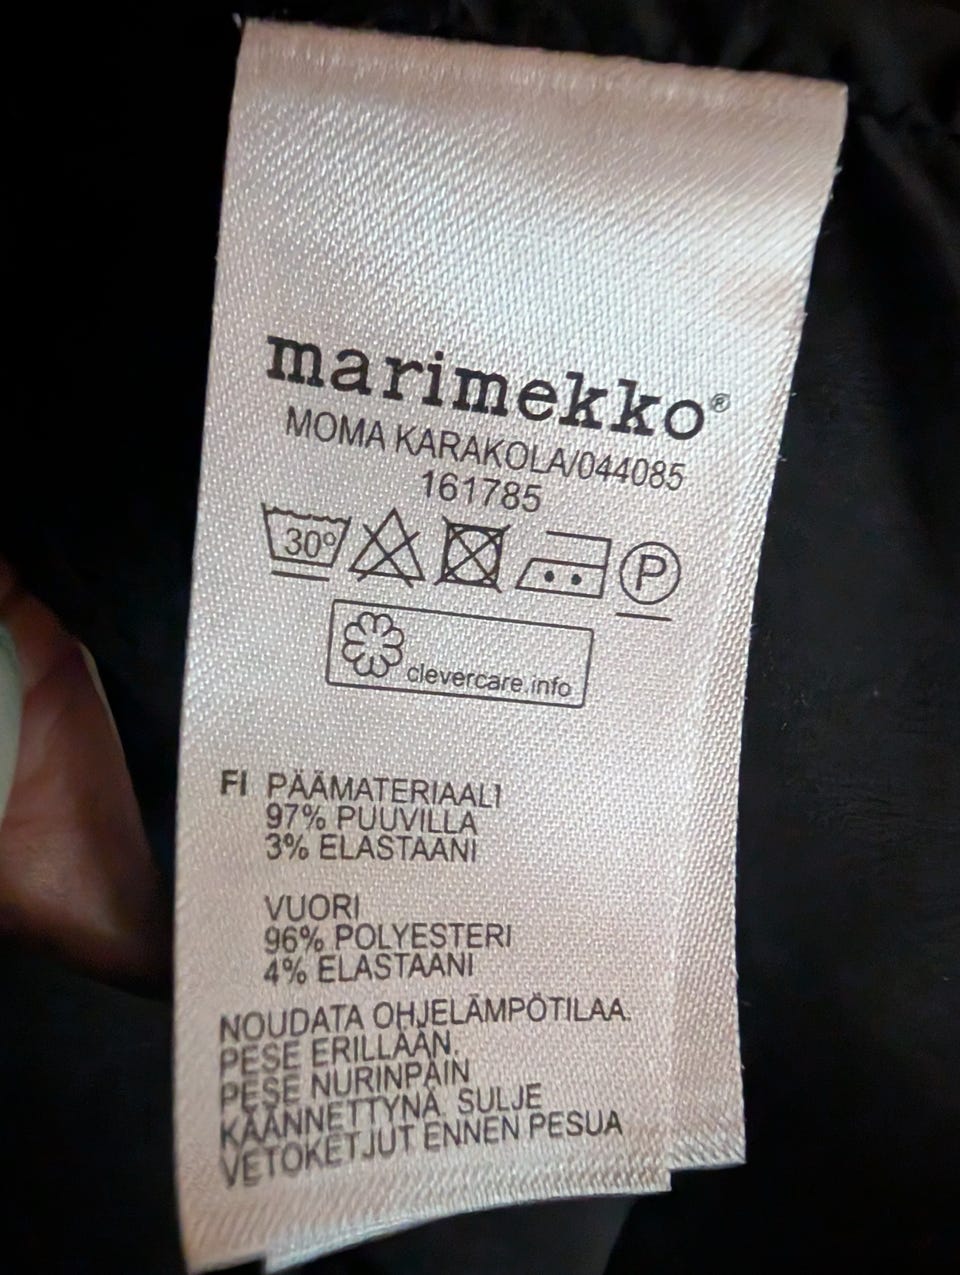 marimekko®
MOMA KARAKOLA/044085
161785
30°
P
clevercare.info
FI PÄÄMATERIAALI
97% PUUVILLA
3% ELASTAANI
VUORI
96% POLYESTERI
4% ELASTAANI
NOUDATA OHJELÄMPÖTILAA.
PESE ERILLÄÄN.
PESE NURINPÄIN
KÄÄNNETTYNÄ. SULJE
VETOKETJUT ENNEN PESUA